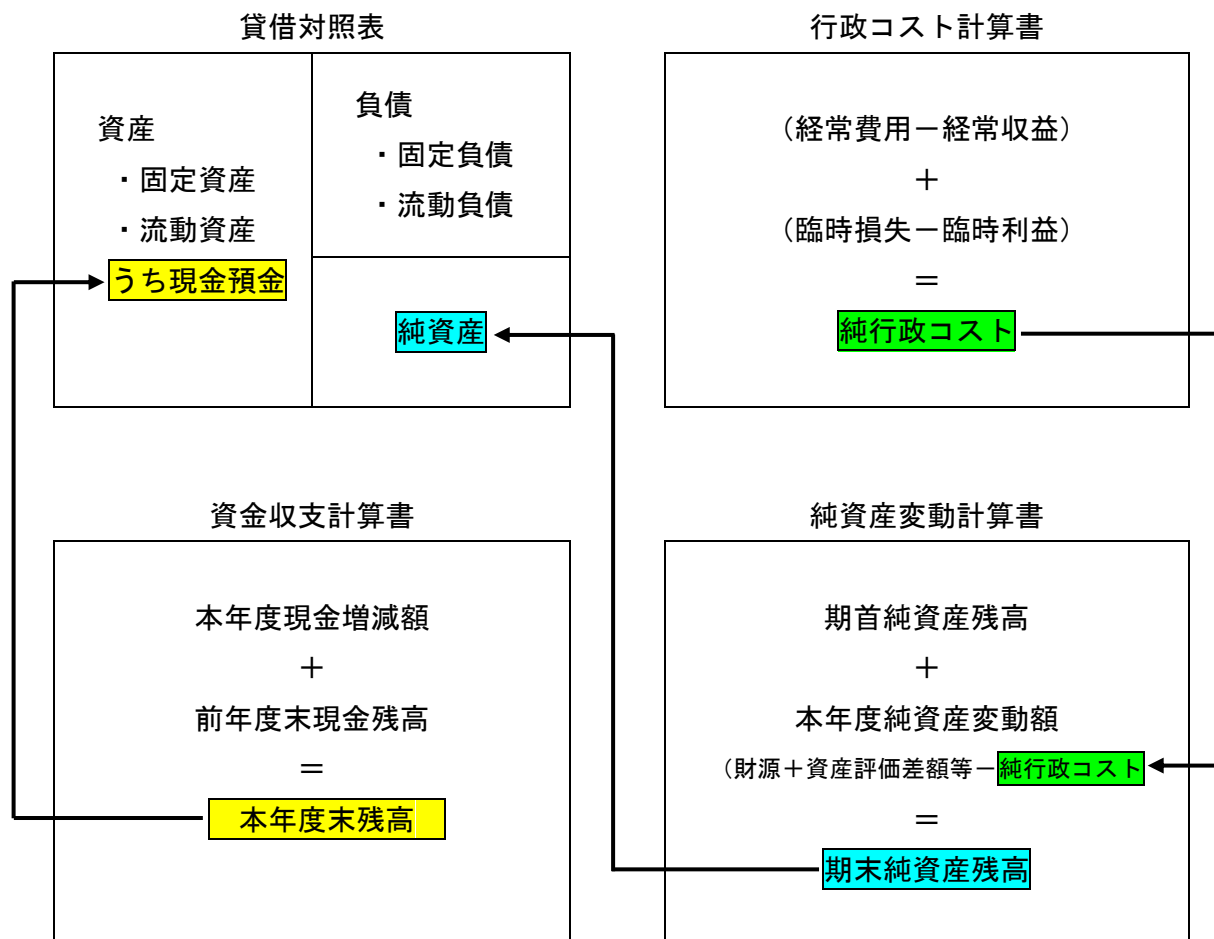 貸借対照表
資産
・固定資産
・流動資産
うち現金預金
負債
・固定負債
・流動負債
純資産
行政コスト計算書
（経常費用－経常収益）
＋
（臨時損失－臨時利益）
＝
純行政コスト
資金収支計算書
本年度現金増減額
＋
前年度末現金残高
＝
本年度末残高
純資産変動計算書
期首純資産残高
＋
本年度純資産変動額
（財源＋資産評価差額等－純行政コスト
＝
期末純資産残高